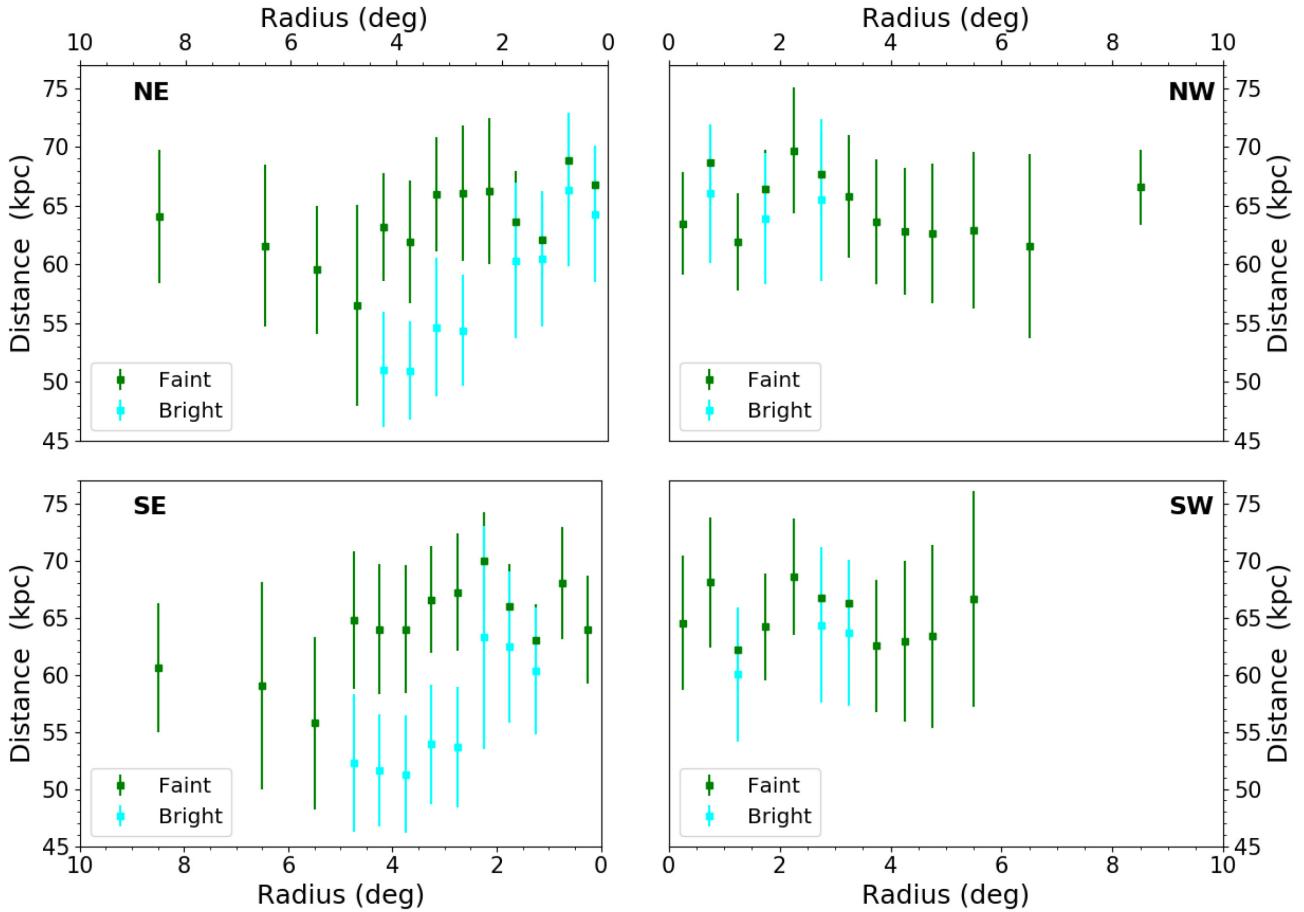 Radius (deg)
10 8 6 4 2 0
NE
75
70
65
60
55
50
45
Distance (kpc)
Faint
Bright
Radius (deg)
0 2 4 6 8 10
NW
75
70
65
60
55
50
45
Distance (kpc)
Faint
Bright
SE
75
70
65
60
55
50
45
Distance (kpc)
Faint
Bright
10 8 6 4 2 0
Radius (deg)
SW
75
70
65
60
55
50
45
Distance (kpc)
Faint
Bright
0 2 4 6 8 10
Radius (deg)